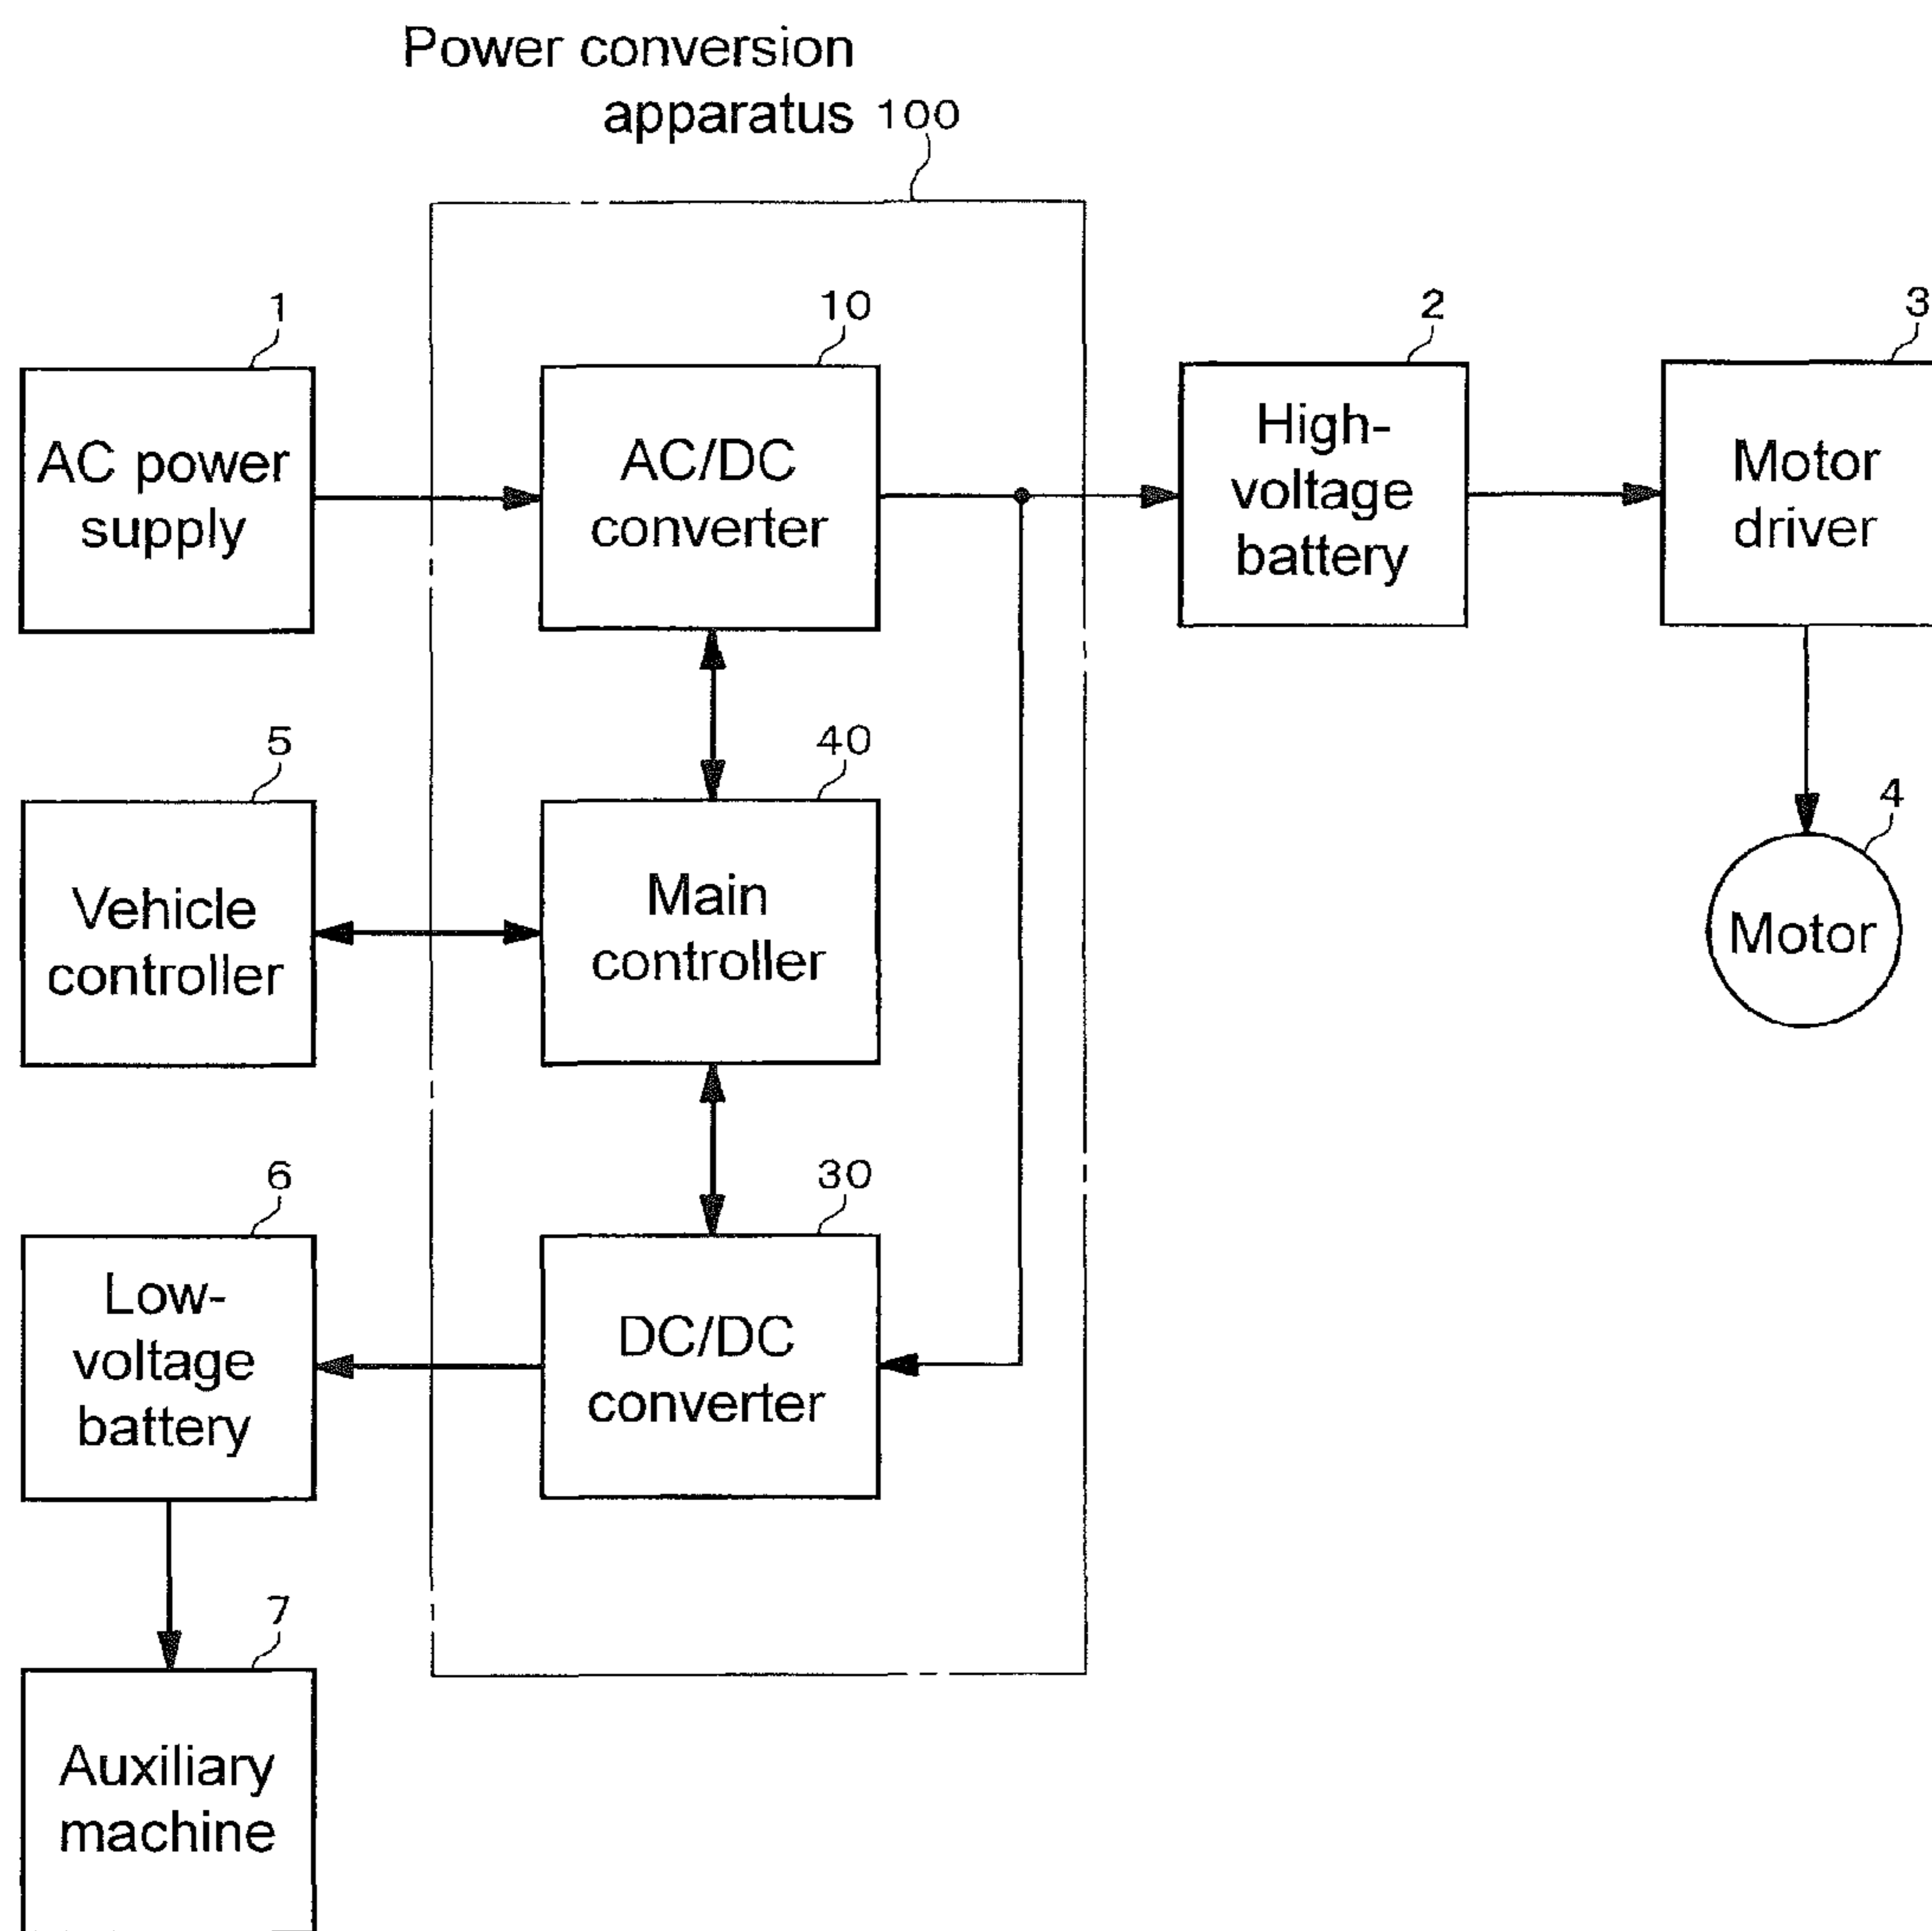 Power conversion
apparatus 100
1
AC power
supply
10
AC/DC
converter
2
High-
voltage
battery
3
Motor
driver
5
Vehicle
controller
40
Main
controller
4
Motor
6
Low-
voltage
battery
30
DC/DC
converter
7
Auxiliary
machine